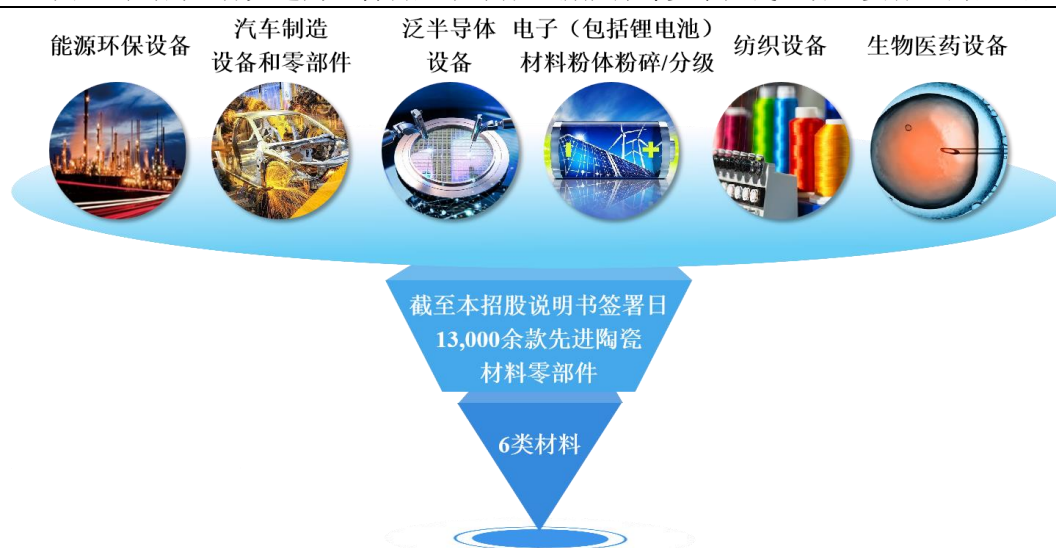 能源环保设备
汽车制造
设备和零部件
泛半导体
设备
电子（包括锂电池）
材料粉体粉碎/分级
纺织设备
生物医药设备
截至本招股说明书签署日
13,000余款先进陶瓷
材料零部件
6类材料